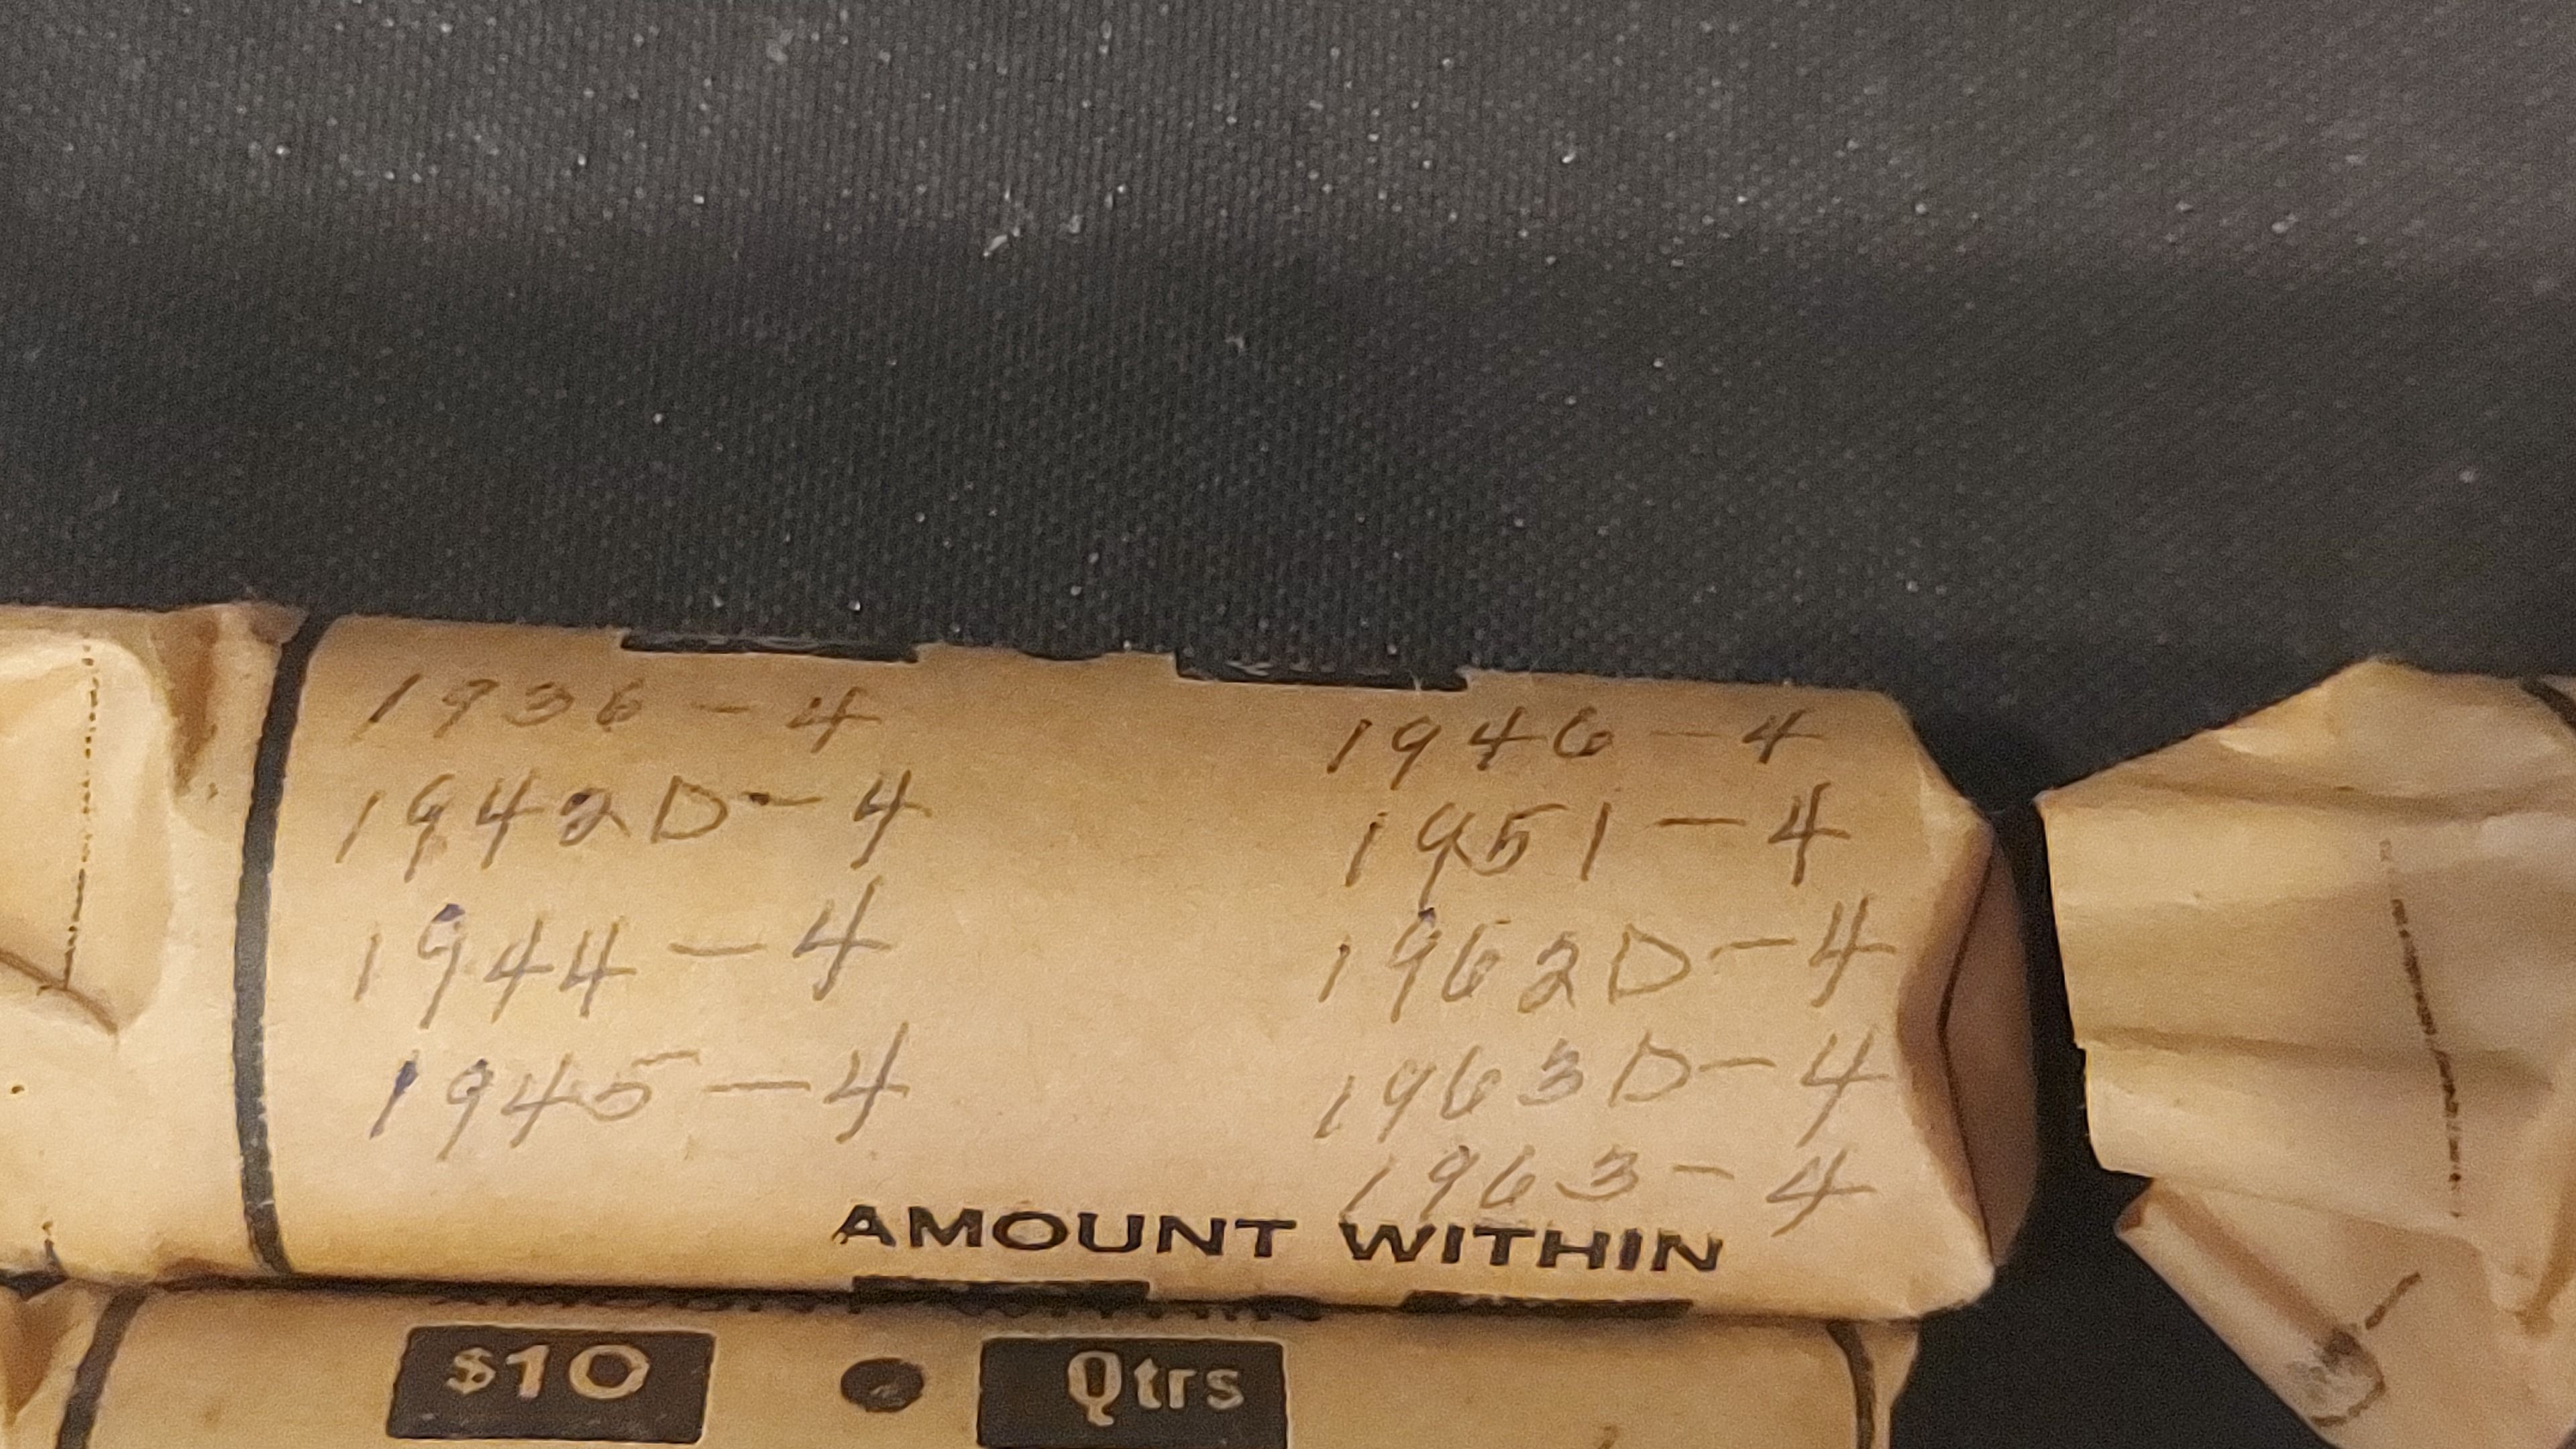 1936 - 4
1942D - 4
1944 - 4
1945 - 4
1946 - 4
1951 - 4
1962D - 4
1963D - 4
1963 - 4
AMOUNT WITHIN
$10 Qtrs